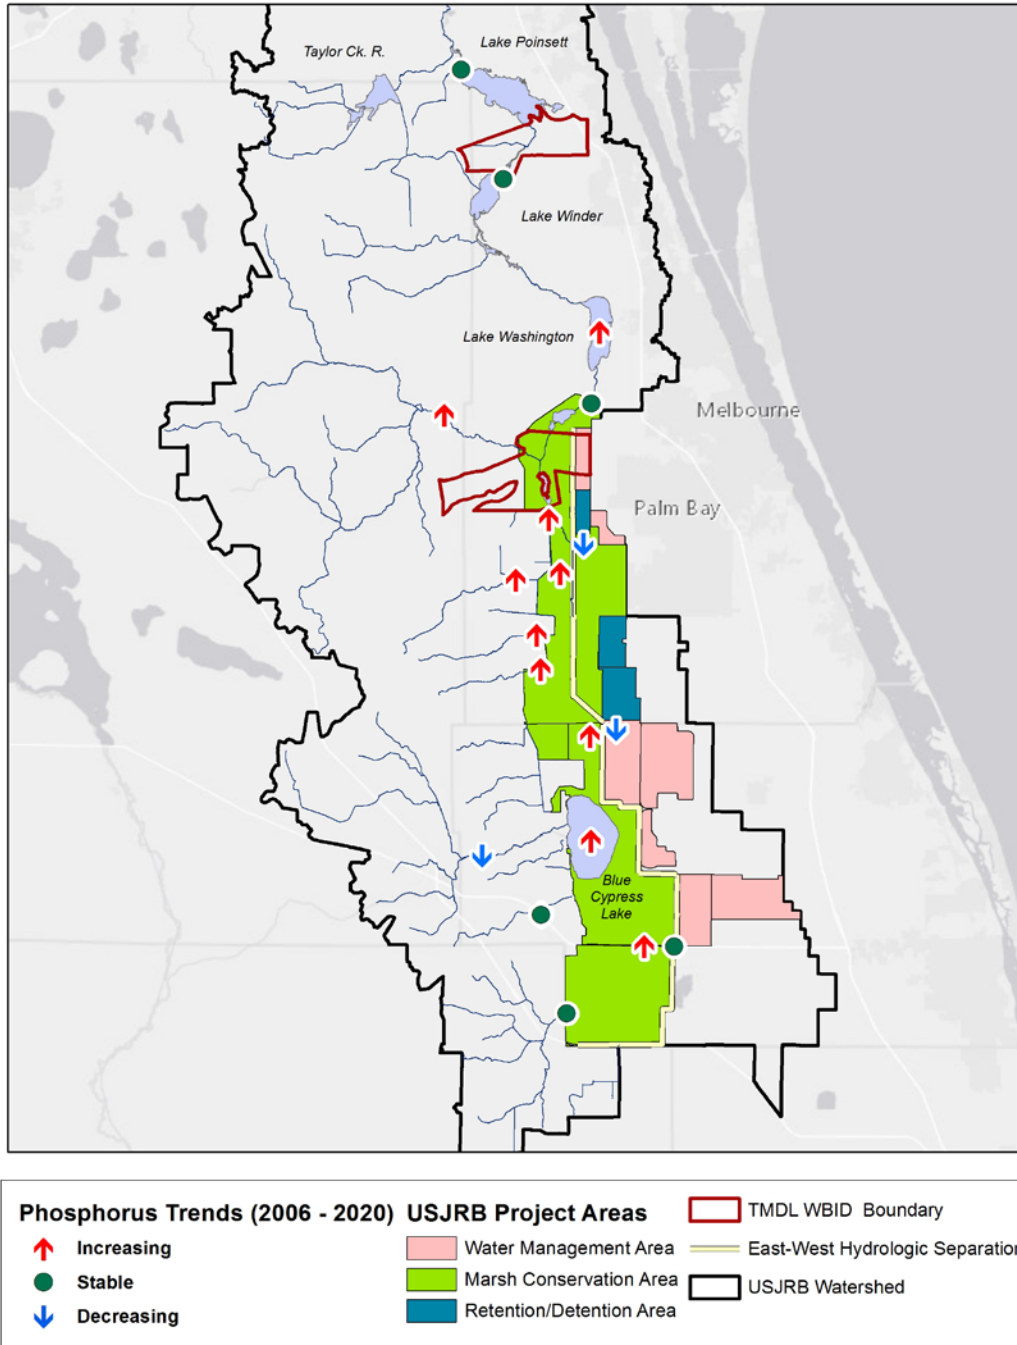 Taylor Ck. R.
Lake Poinsett
Lake Winder
Lake Washington
Melbourne
Palm Bay
Blue
Cypress
Lake
Phosphorus Trends (2006 - 2020)
Increasing
Stable
Decreasing
USJRB Project Areas
Water Management Area
Marsh Conservation Area
Retention/Detention Area
TMDL WBID Boundary
East-West Hydrologic Separation
USJRB Watershed